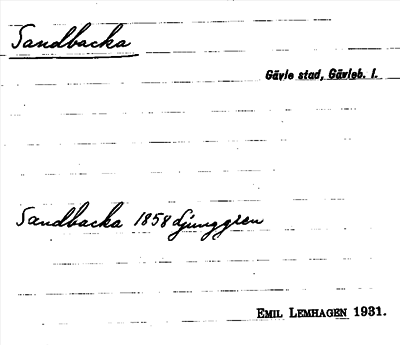 Sandbacka
Gävle stad, Gävleb. l.
Sandbacka 1858 Ljunggren
EMIL LEMHAGEN 1931.